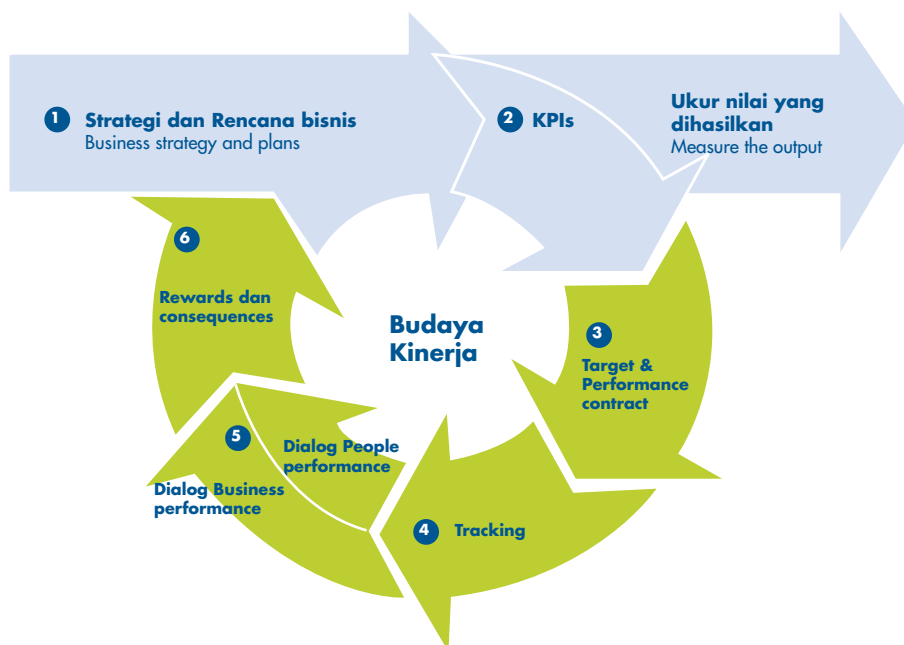 1 Strategi dan Rencana bisnis
Business strategy and plans
2 KPIs
Ukur nilai yang
dihasilkan
Measure the output
3
Target &
Performance
contract
4 Tracking
5
Dialog People
performance
Dialog Business
performance
6
Rewards dan
consequences
Budaya
Kinerja